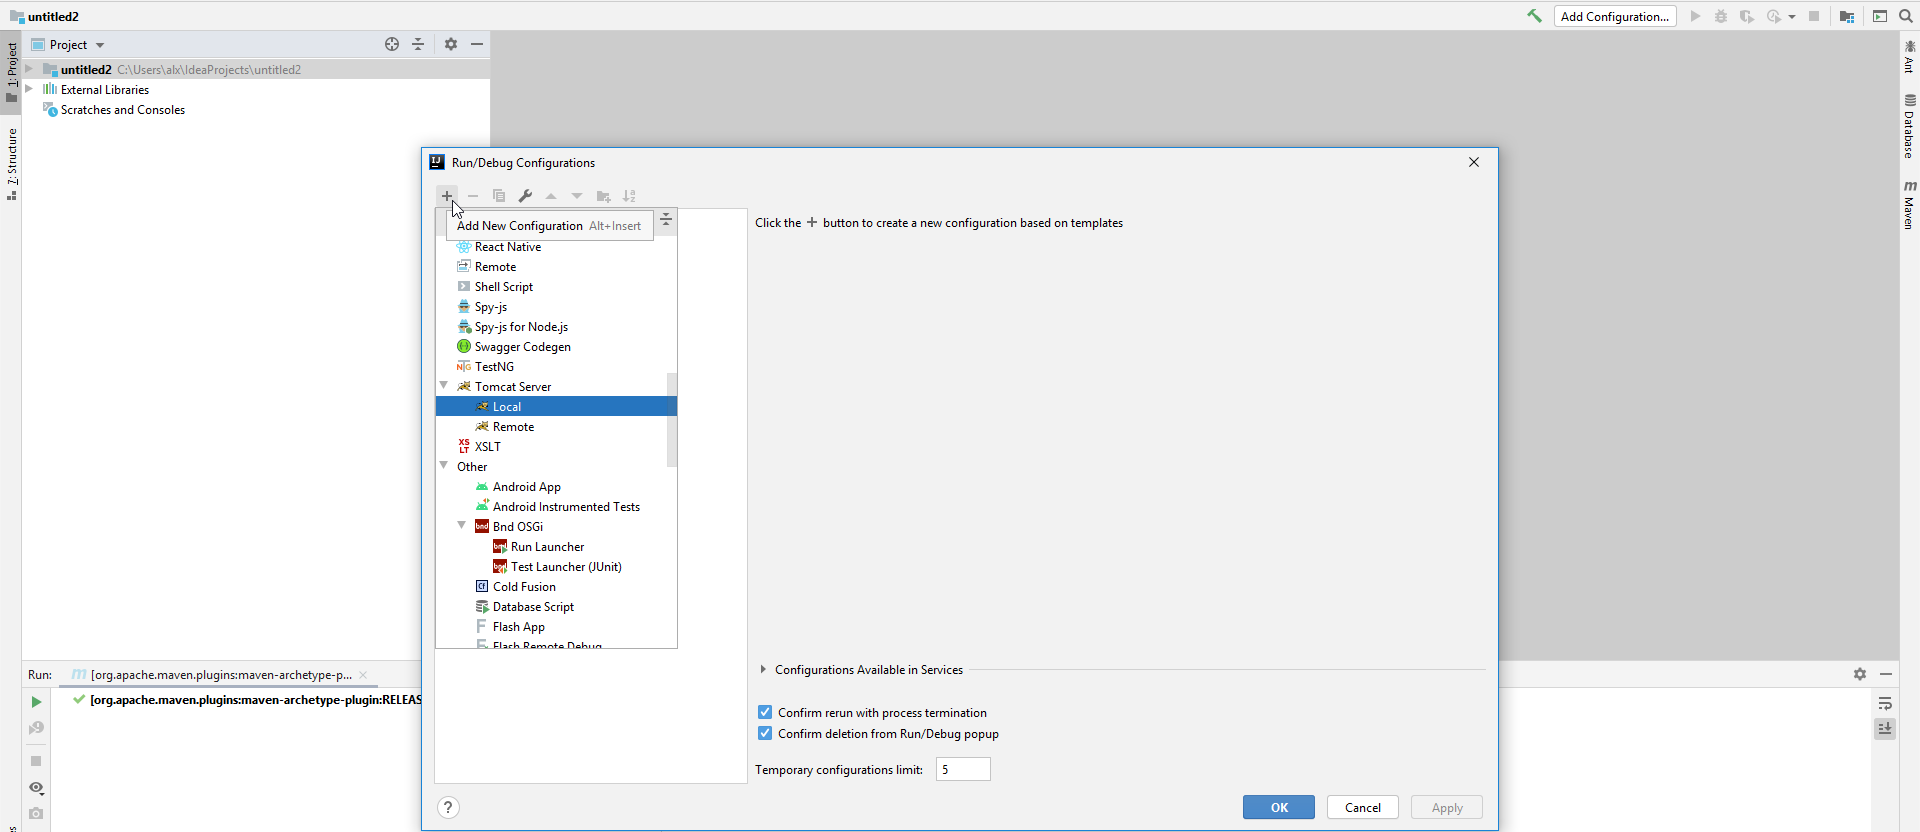 untitled2
Add Configuration...
Project
1: Project
7: Structure
untitled2 C:\Users\alx\IdeaProjects\untitled2
External Libraries
Scratches and Consoles
Ant
Database
m Maven
Run/Debug Configurations
Add New Configuration Alt+Insert
Click the + button to create a new configuration based on templates
React Native
Remote
Shell Script
Spy-js
Spy-js for Node.js
Swagger Codegen
NG TestNG
Tomcat Server
Local
Remote
XS LT XSLT
Other
Android App
Android Instrumented Tests
bnd Bnd OSGi
Run Launcher
Test Launcher (JUnit)
Cf Cold Fusion
Database Script
F Flash App
Flash Remote Debug
Configurations Available in Services
Confirm rerun with process termination
Confirm deletion from Run/Debug popup
Temporary configurations limit: 5
? OK Cancel Apply
Run: m [org.apache.maven.plugins:maven-archetype-p...
[org.apache.maven.plugins:maven-archetype-plugin:RELEAS